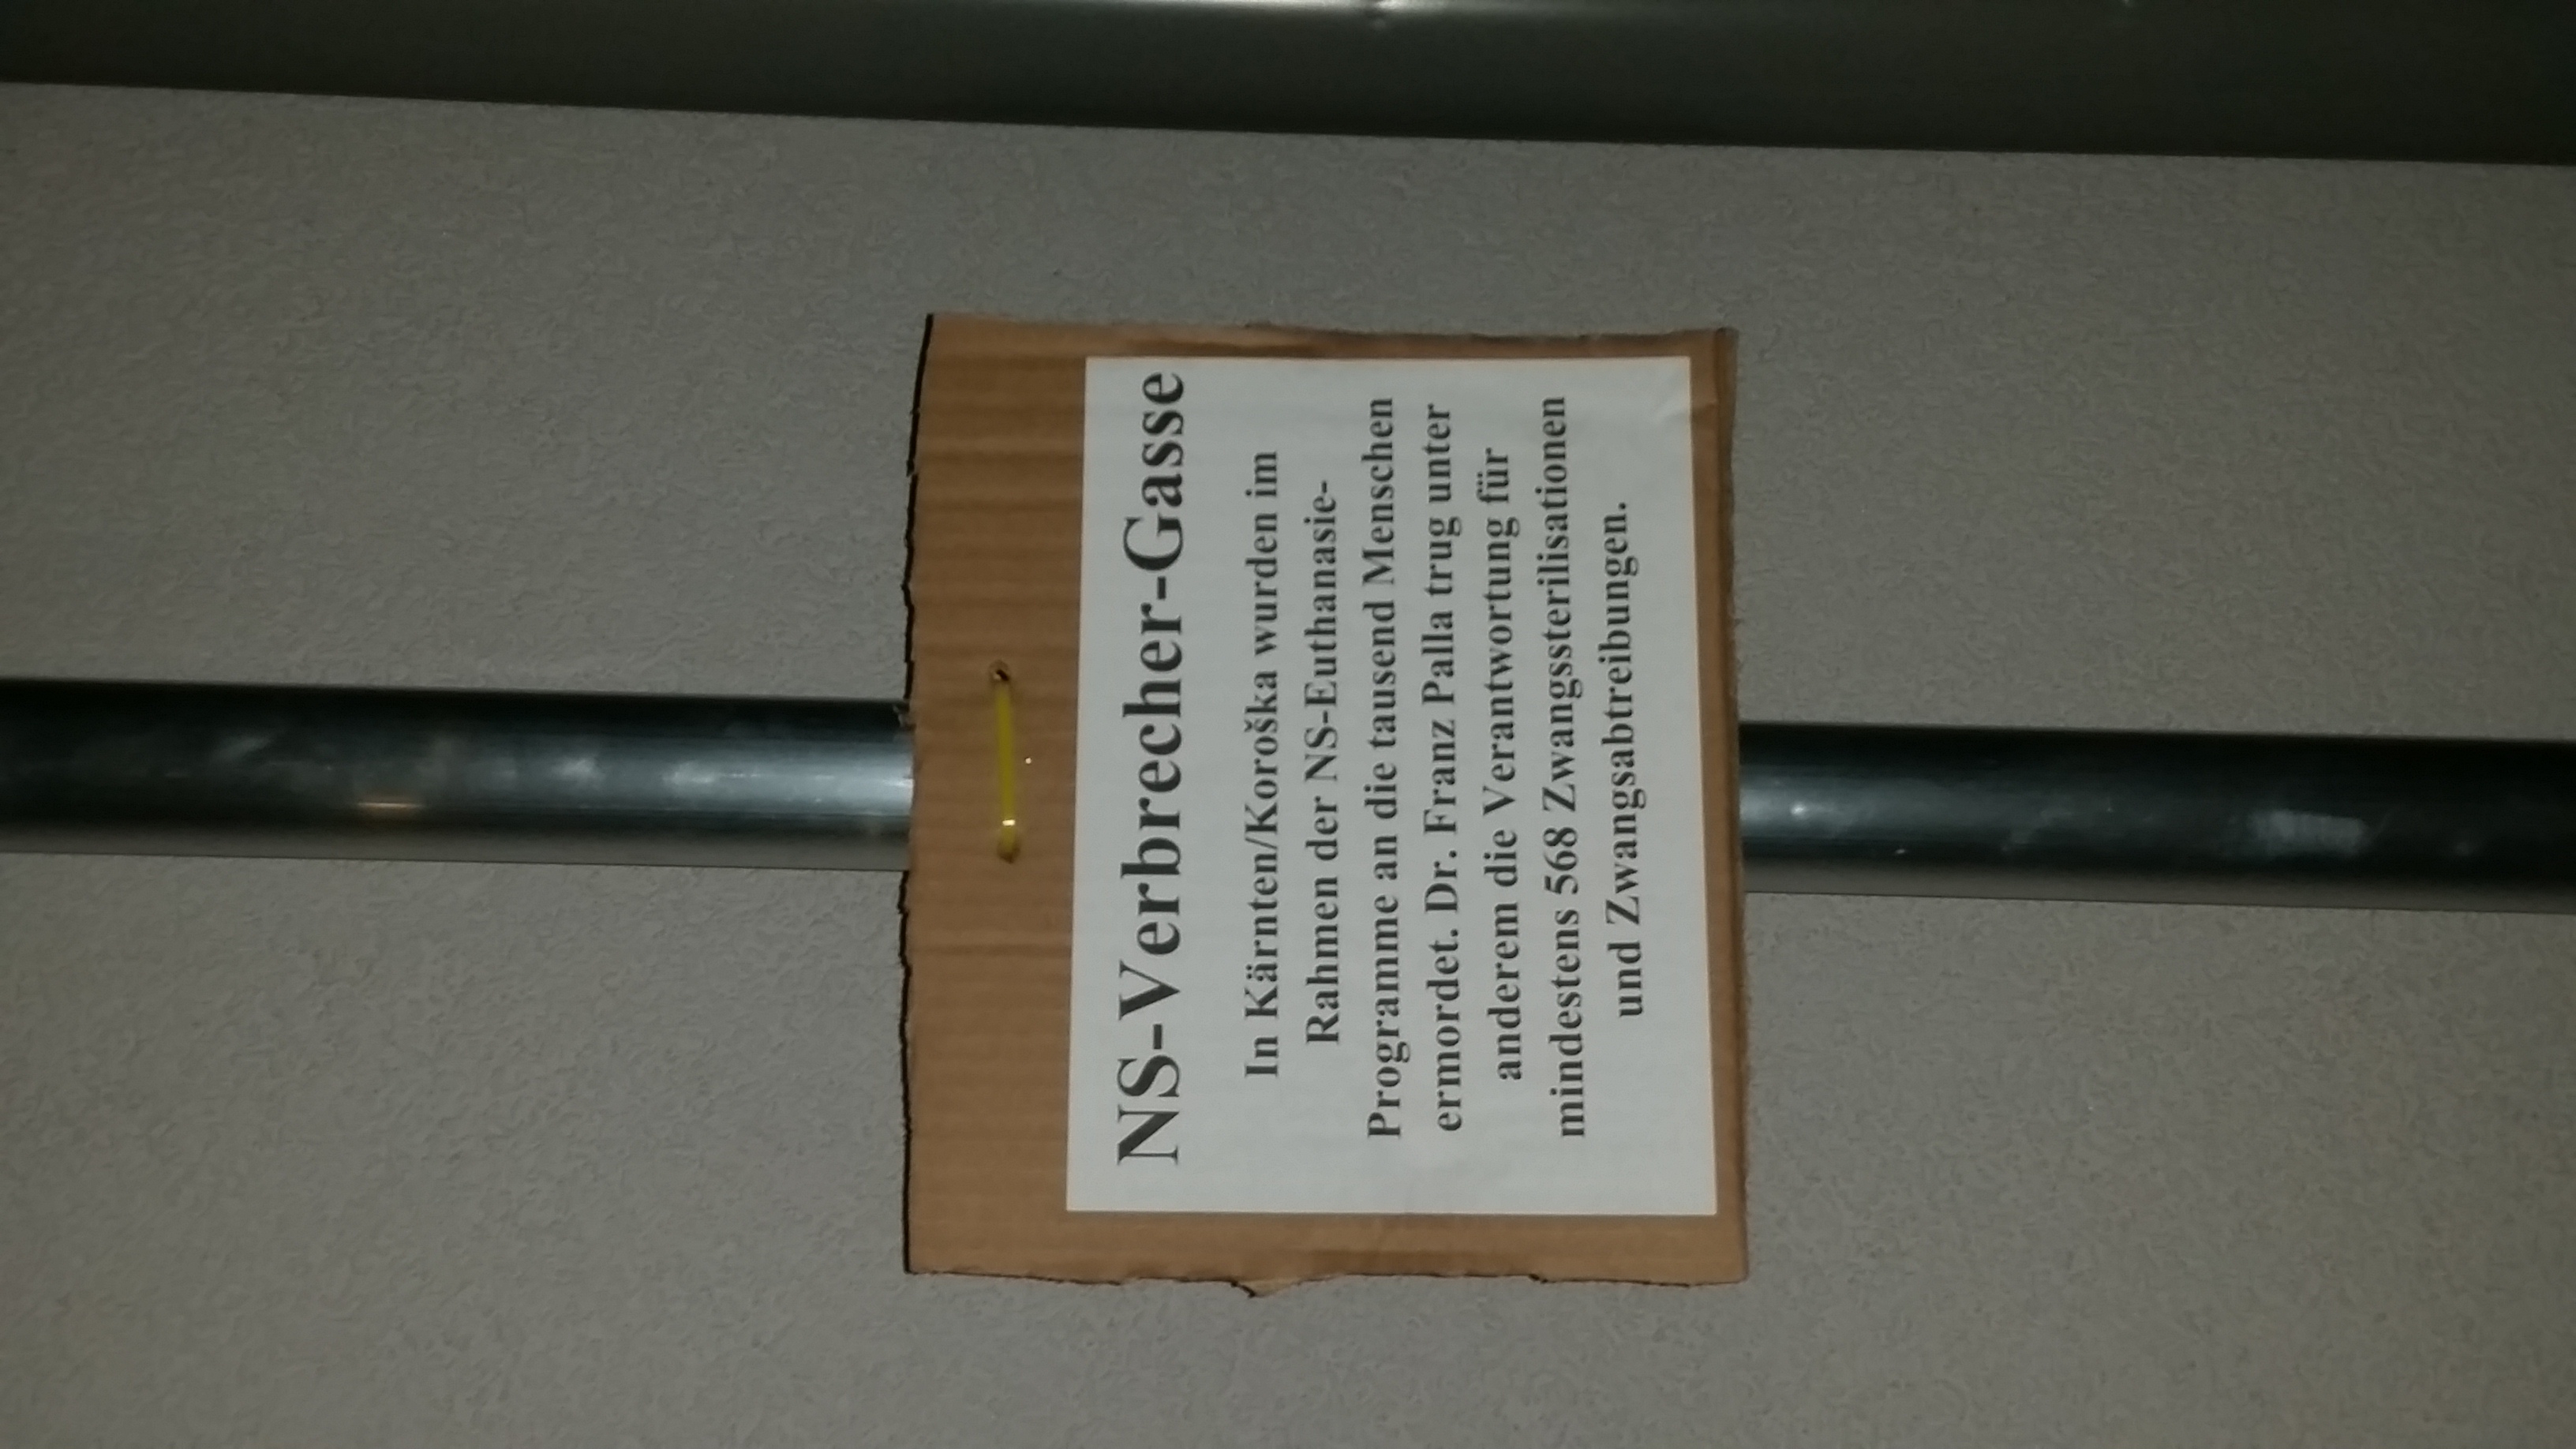 NS-Verbrecher-Gasse
In Kärnten/Koroška wurden im
Rahmen der NS-Euthanasie-
Programme an die tausend Menschen
ermordet. Dr. Franz Palla trug unter
anderem die Verantwortung für
mindestens 568 Zwangssterilisationen
und Zwangsabtreibungen.